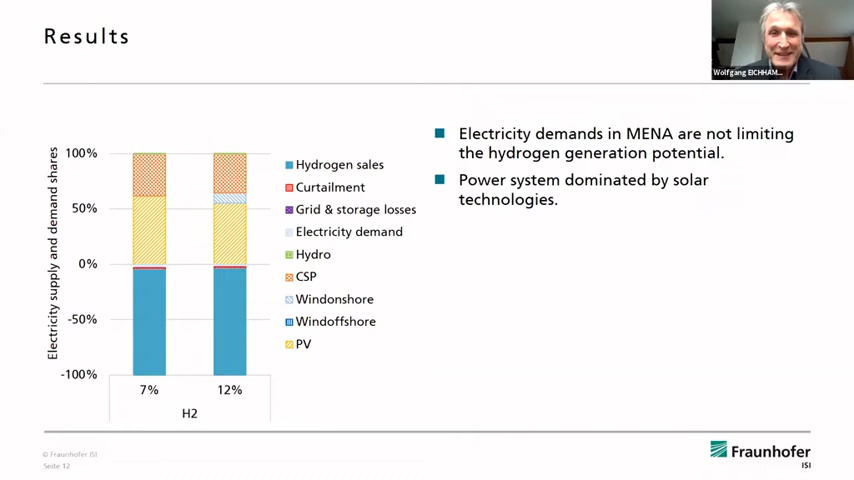 Results
Wolfgang EICHHAM...
Electricity supply and demand shares
100%
50%
0%
-50%
-100%
7%
12%
H2
Hydrogen sales
Curtailment
Grid & storage losses
Electricity demand
Hydro
CSP
Windonshore
Windoffshore
PV
Electricity demands in MENA are not limiting
the hydrogen generation potential.
Power system dominated by solar
technologies.
© Fraunhofer ISI
Seite 12
Fraunhofer
ISI